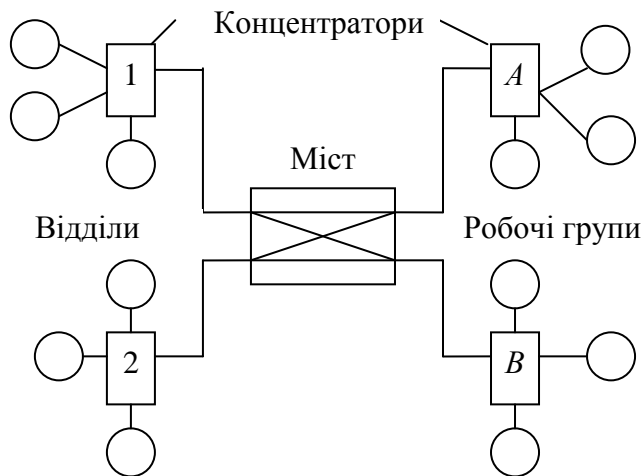 Концентратори
1
A
Міст
Відділи
Робочі групи
2
B